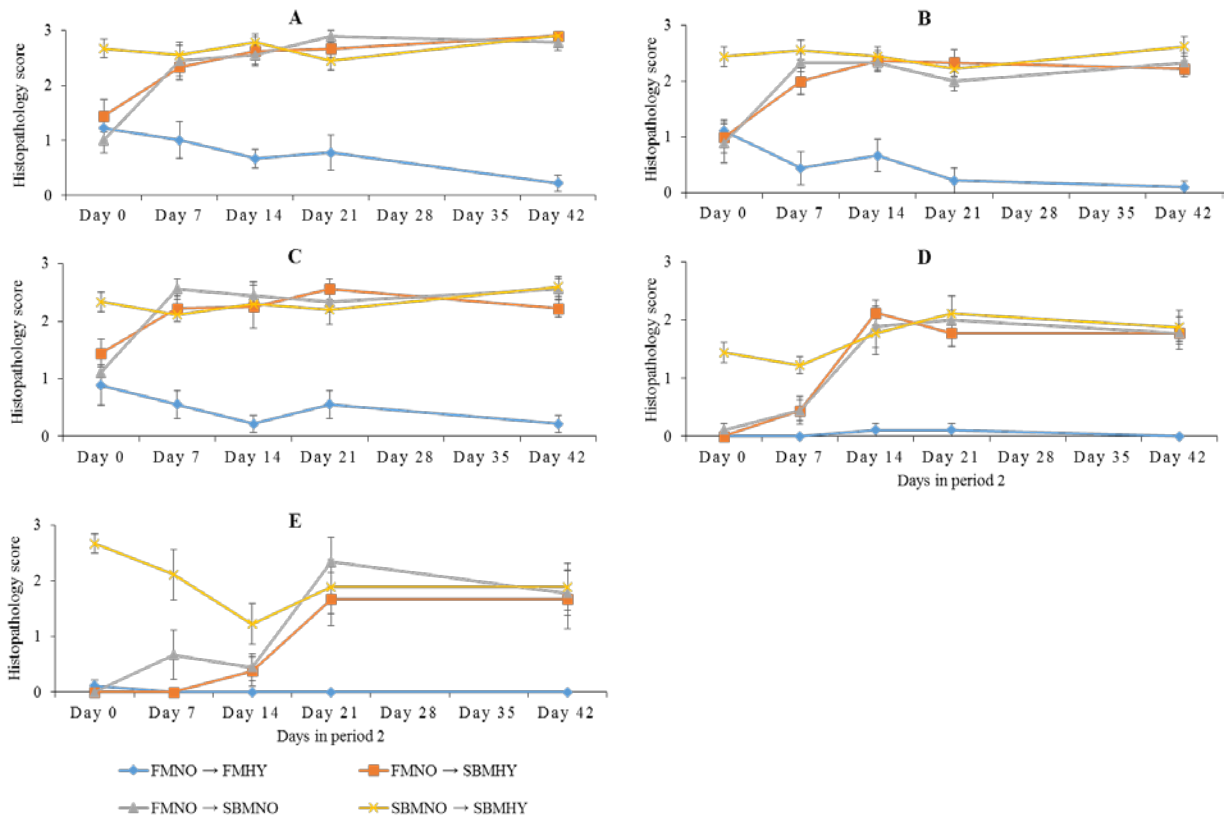 A
Histopathology score
3
2
1
0
Day 0 Day 7 Day 14 Day 21 Day 28 Day 35 Day 42
B
Histopathology score
3
2
1
0
Day 0 Day 7 Day 14 Day 21 Day 28 Day 35 Day 42
C
Histopathology score
3
2
1
0
Day 0 Day 7 Day 14 Day 21 Day 28 Day 35 Day 42
D
Histopathology score
3
2
1
0
Day 0 Day 7 Day 14 Day 21 Day 28 Day 35 Day 42
Days in period 2
E
Histopathology score
3
2
1
0
Day 0 Day 7 Day 14 Day 21 Day 28 Day 35 Day 42
Days in period 2
FMNO → FMHY
FMNO → SBMHY
FMNO → SBMNO
SBMNO → SBMHY